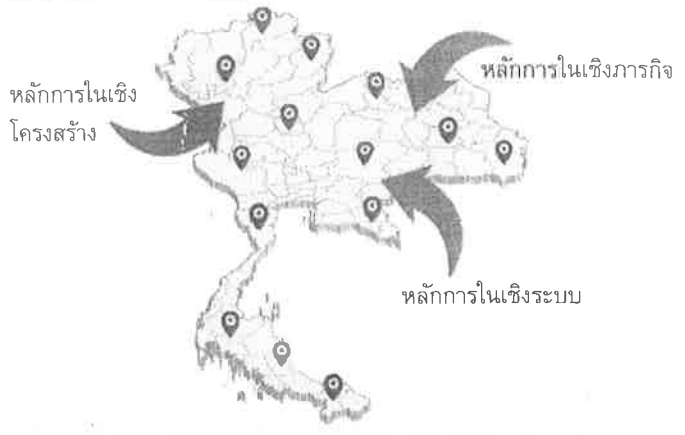 หลักการในเชิงภารกิจ
หลักการในเชิง
โครงสร้าง
หลักการในเชิงระบบ